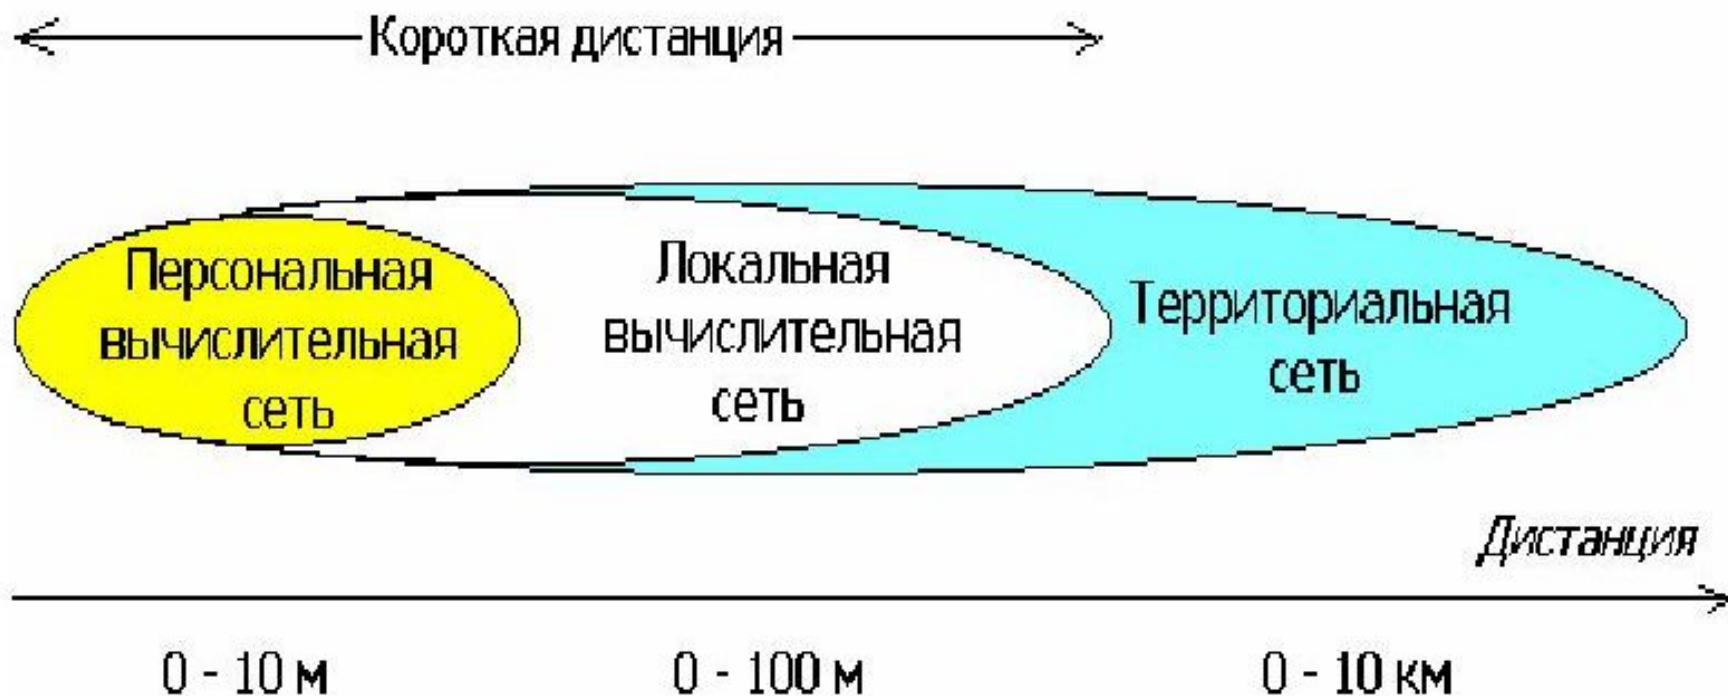 Короткая дистанция
Персональная
вычислительная
сеть
Локальная
вычислительная
сеть
Территориальная
сеть
Дистанция
0 - 10 м
0 - 100 м
0 - 10 км